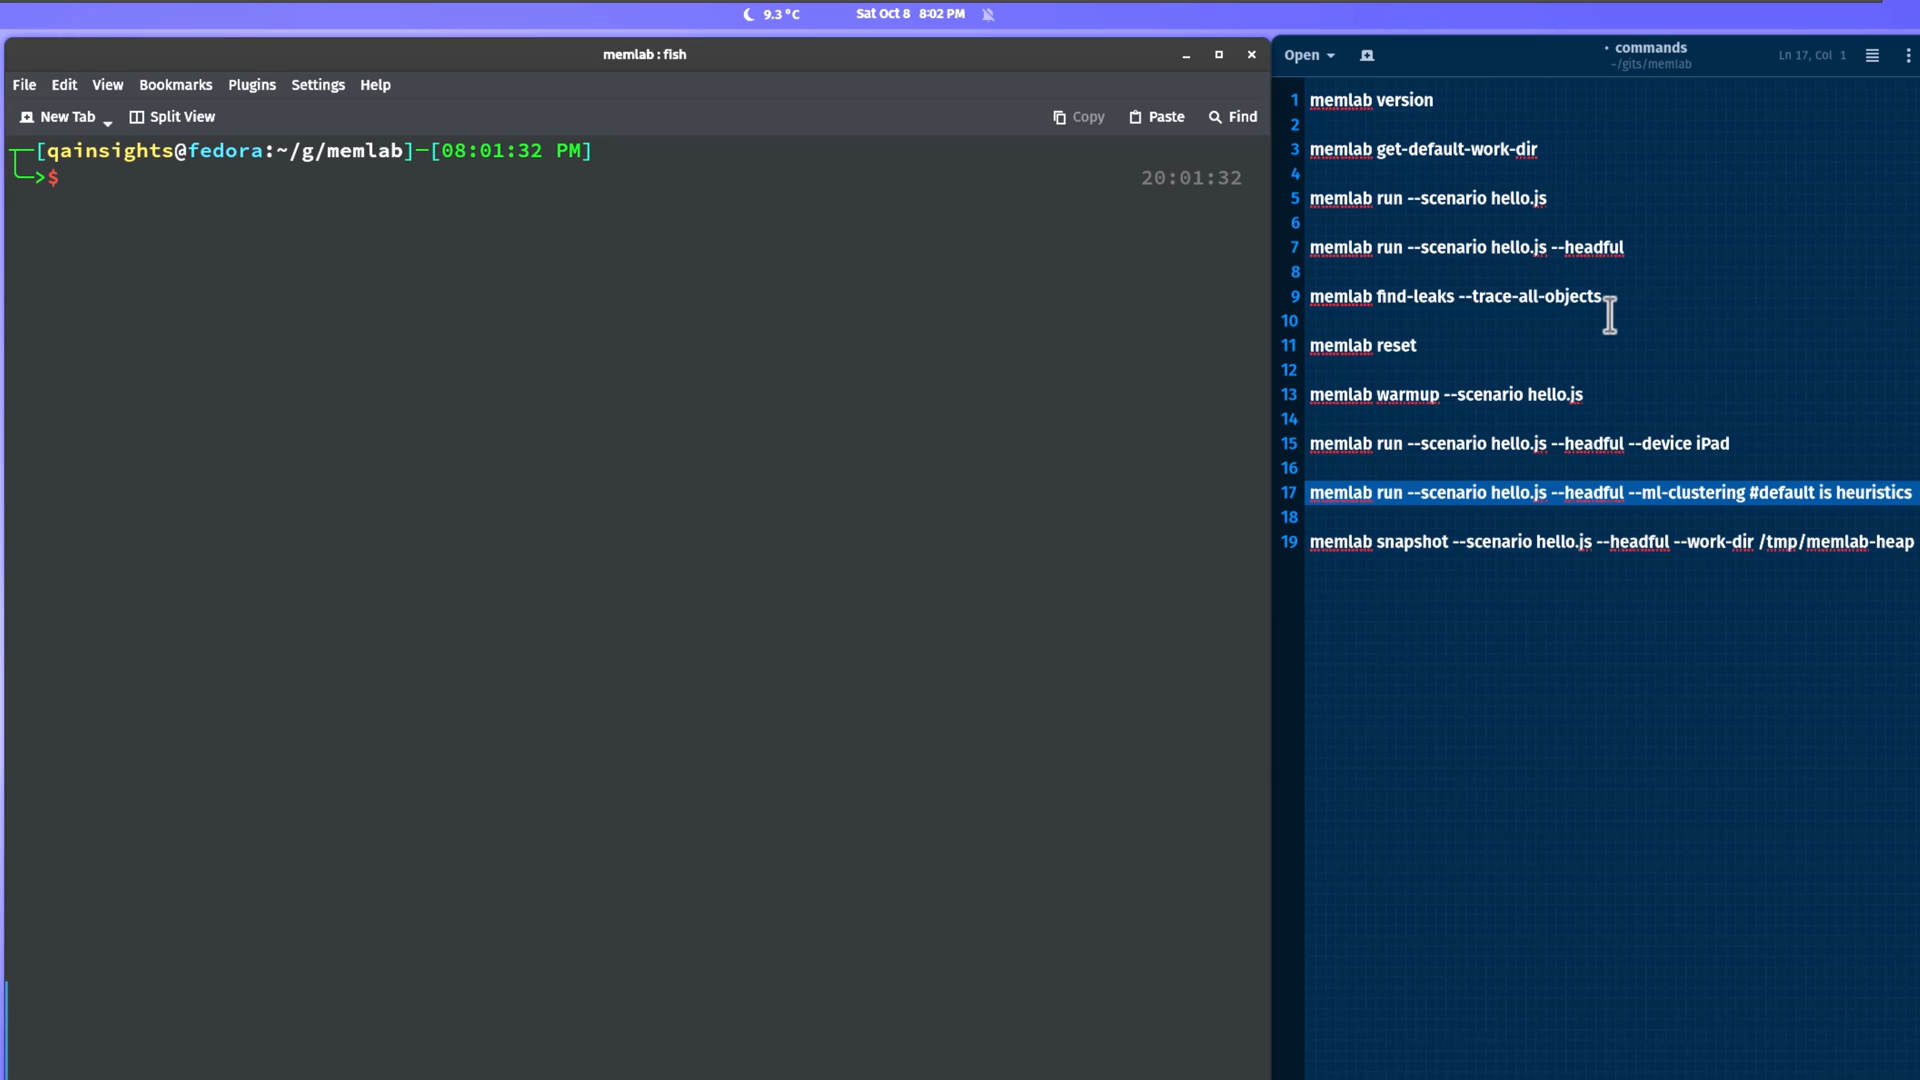 9.3 °C
Sat Oct 8 8:02 PM
memlab : fish
File Edit View Bookmarks Plugins Settings Help
New Tab Split View Copy Paste Find
[qainsights@fedora:~/g/memlab]─[08:01:32 PM]
>$
20:01:32
Open
• commands
~/gits/memlab
Ln 17, Col 1
1 memlab version
2
3 memlab get-default-work-dir
4
5 memlab run --scenario hello.js
6
7 memlab run --scenario hello.js --headful
8
9 memlab find-leaks --trace-all-objects
10
11 memlab reset
12
13 memlab warmup --scenario hello.js
14
15 memlab run --scenario hello.js --headful --device iPad
16
17 memlab run --scenario hello.js --headful --ml-clustering #default is heuristics
18
19 memlab snapshot --scenario hello.js --headful --work-dir /tmp/memlab-heap